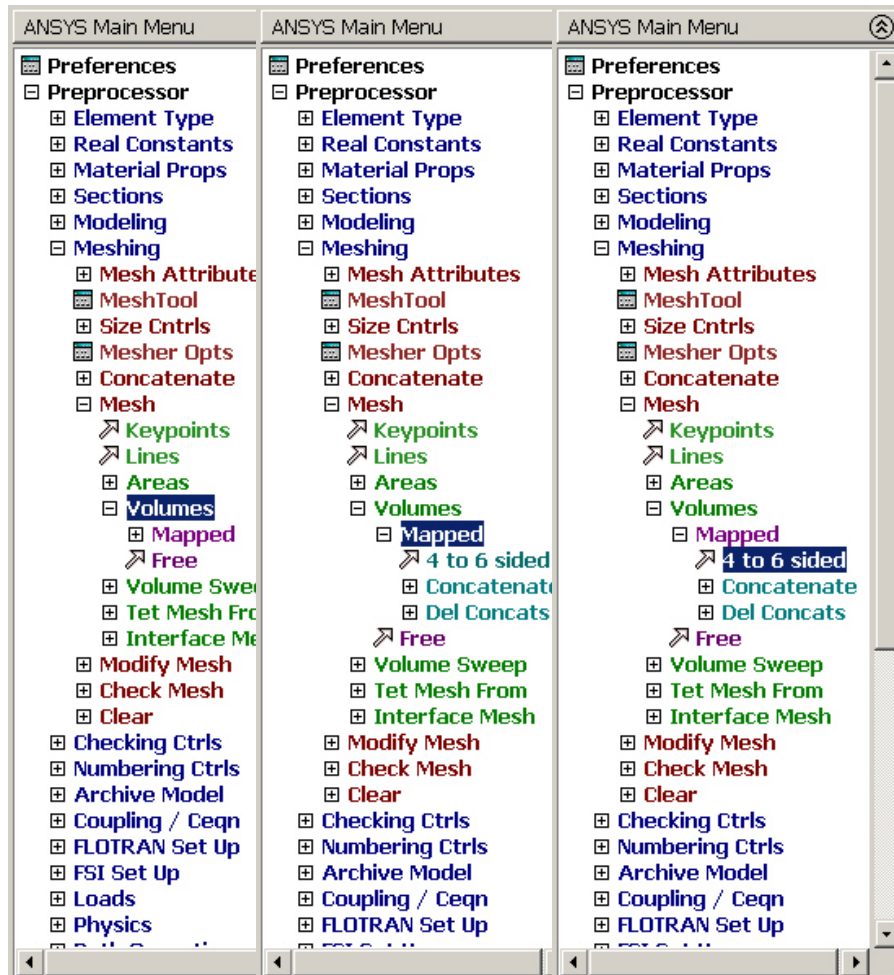 ANSYS Main Menu
Preferences
Preprocessor
Element Type
Real Constants
Material Props
Sections
Modeling
Meshing
Mesh Attribute
MeshTool
Size Cntrls
Mesher Opts
Concatenate
Mesh
Keypoints
Lines
Areas
Volumes
Mapped
Free
Volume Swe
Tet Mesh Fro
Interface Me
Modify Mesh
Check Mesh
Clear
Checking Ctrls
Numbering Ctrls
Archive Model
Coupling / Ceqn
FLOTRAN Set Up
FSI Set Up
Loads
Physics
ANSYS Main Menu
Preferences
Preprocessor
Element Type
Real Constants
Material Props
Sections
Modeling
Meshing
Mesh Attributes
MeshTool
Size Cntrls
Mesher Opts
Concatenate
Mesh
Keypoints
Lines
Areas
Volumes
Mapped
4 to 6 sided
Concatenate
Del Concats
Free
Volume Sweep
Tet Mesh From
Interface Mesh
Modify Mesh
Check Mesh
Clear
Checking Ctrls
Numbering Ctrls
Archive Model
Coupling / Ceqn
FLOTRAN Set Up
ANSYS Main Menu
Preferences
Preprocessor
Element Type
Real Constants
Material Props
Sections
Modeling
Meshing
Mesh Attributes
MeshTool
Size Cntrls
Mesher Opts
Concatenate
Mesh
Keypoints
Lines
Areas
Volumes
Mapped
4 to 6 sided
Concatenate
Del Concats
Free
Volume Sweep
Tet Mesh From
Interface Mesh
Modify Mesh
Check Mesh
Clear
Checking Ctrls
Numbering Ctrls
Archive Model
Coupling / Ceqn
FLOTRAN Set Up